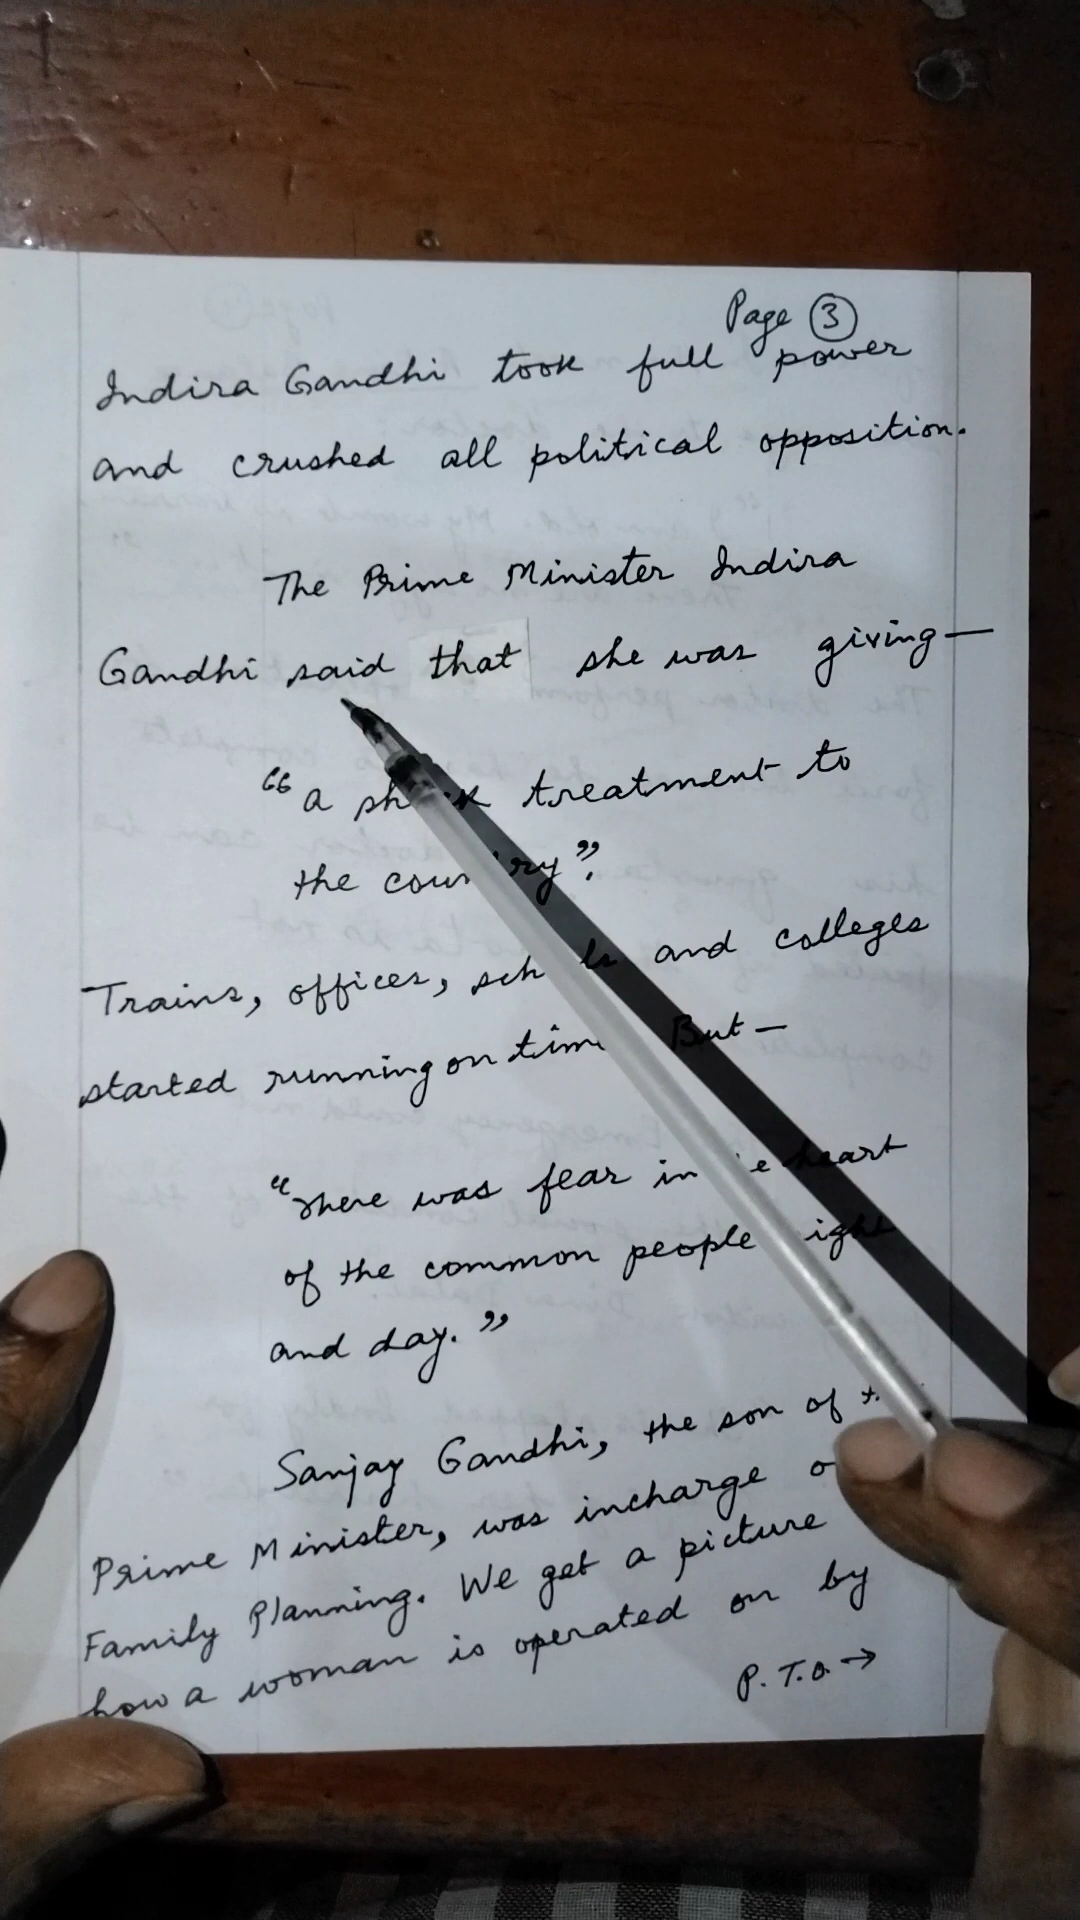 Page 3
Indira Gandhi took full power
and crushed all political opposition.
The Prime Minister Indira
Gandhi said that she was giving—
"a treatment to
the
Trains, offices, and colleges
started running on But—
"There was fear in heart
of the common people
and day."
Sanjay Gandhi, the son of
Prime Minister, was incharge
Family Planning. We get a picture
how a woman is operated on by
P.T.O→